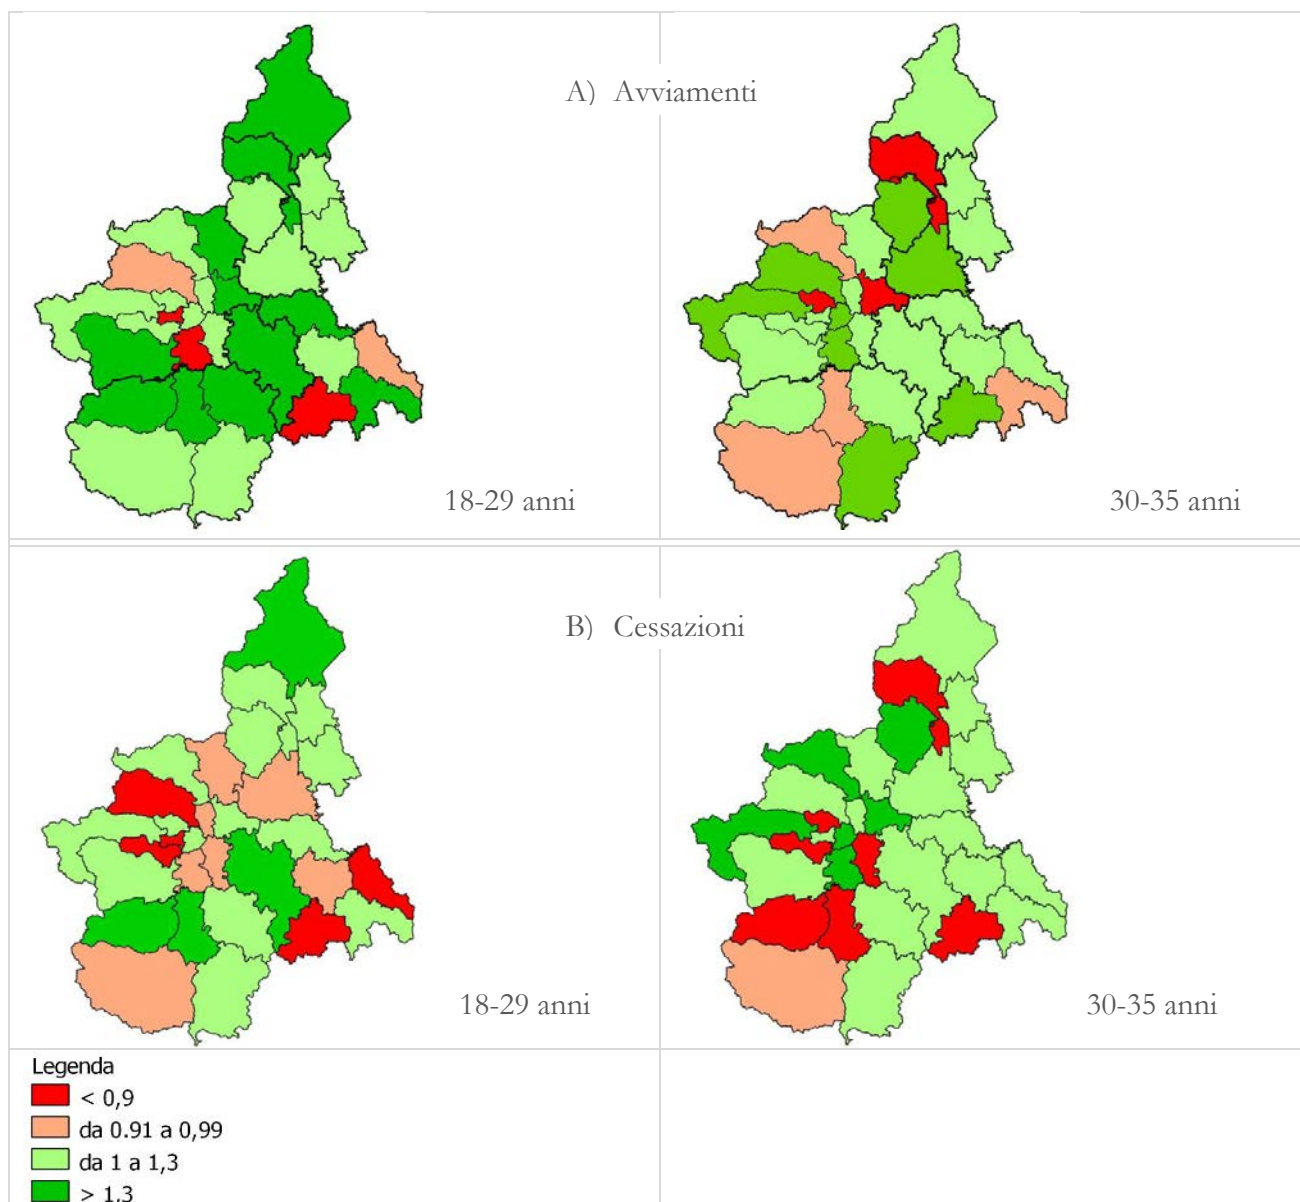 A) Avviamenti
18-29 anni
30-35 anni
B) Cessazioni
18-29 anni
30-35 anni
Legenda
< 0,9
da 0.91 a 0,99
da 1 a 1,3
> 1,3